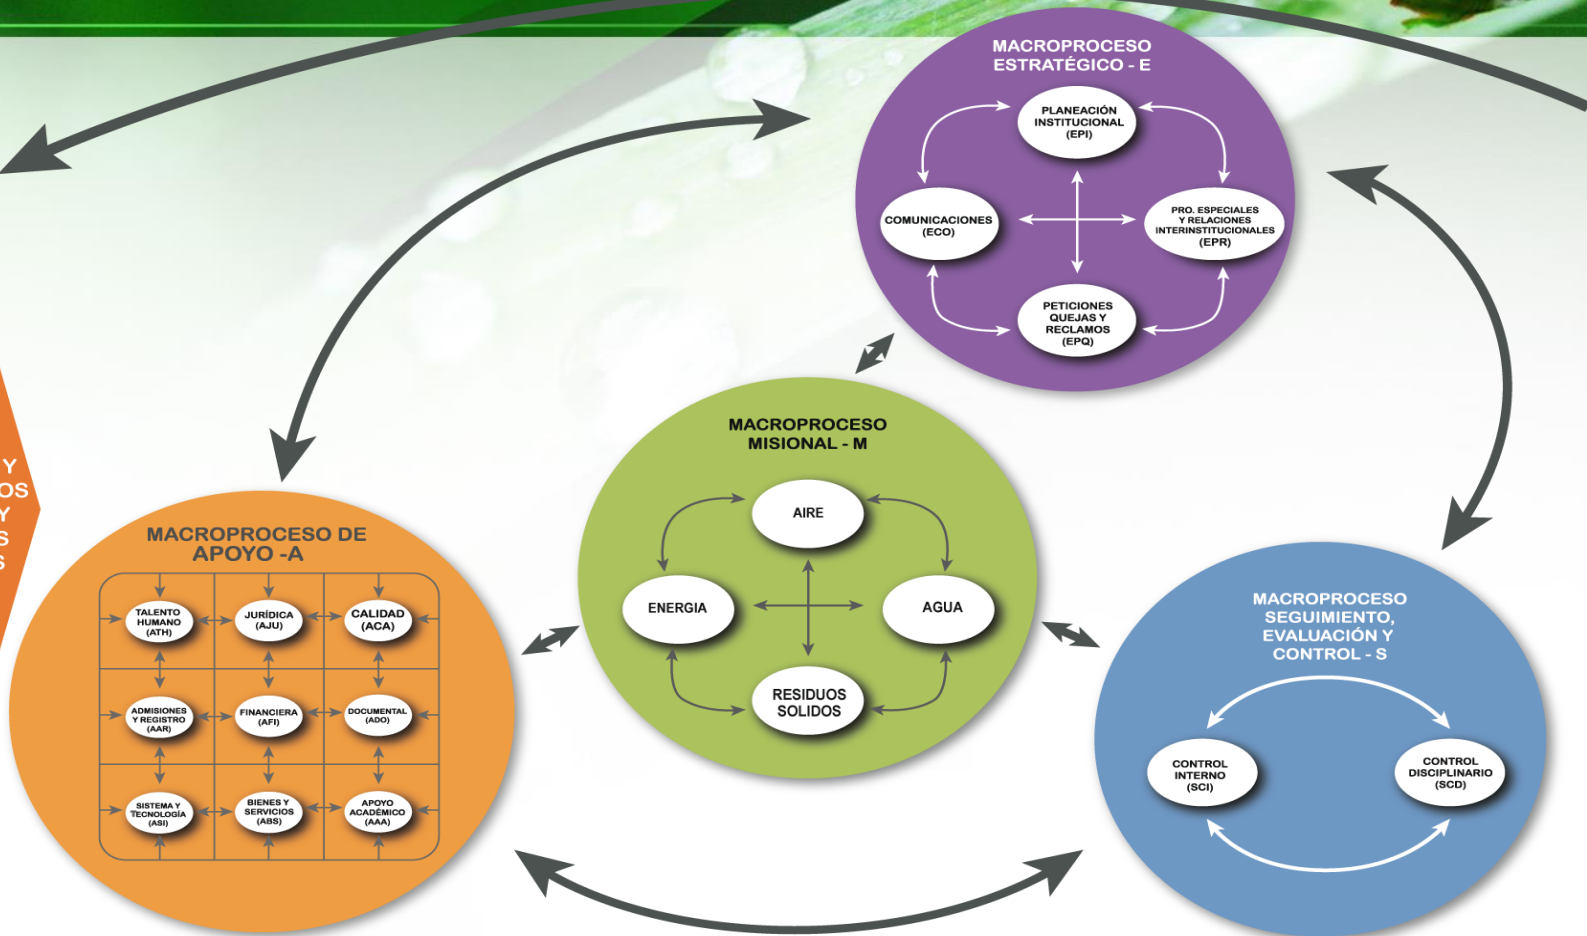 MACROPROCESO
ESTRATÉGICO - E
PLANEACIÓN
INSTITUCIONAL
(EPI)
COMUNICACIONES
(ECO)
PRO. ESPECIALES
Y RELACIONES
INTERINSTITUCIONALES
(EPR)
PETICIONES
QUEJAS Y
RECLAMOS
(EPQ)
MACROPROCESO
MISIONAL - M
AIRE
ENERGIA
AGUA
RESIDUOS
SOLIDOS
Y
OS
Y
S
S
MACROPROCESO DE
APOYO -A
TALENTO
HUMANO
(ATH)
JURÍDICA
(AJU)
CALIDAD
(ACA)
ADMISIONES
Y REGISTRO
(AAR)
FINANCIERA
(AFI)
DOCUMENTAL
(ADO)
SISTEMA Y
TECNOLOGÍA
(ASI)
BIENES Y
SERVICIOS
(ABS)
APOYO
ACADÉMICO
(AAA)
MACROPROCESO
SEGUIMIENTO,
EVALUACIÓN Y
CONTROL - S
CONTROL
INTERNO
(SCI)
CONTROL
DISCIPLINARIO
(SCD)